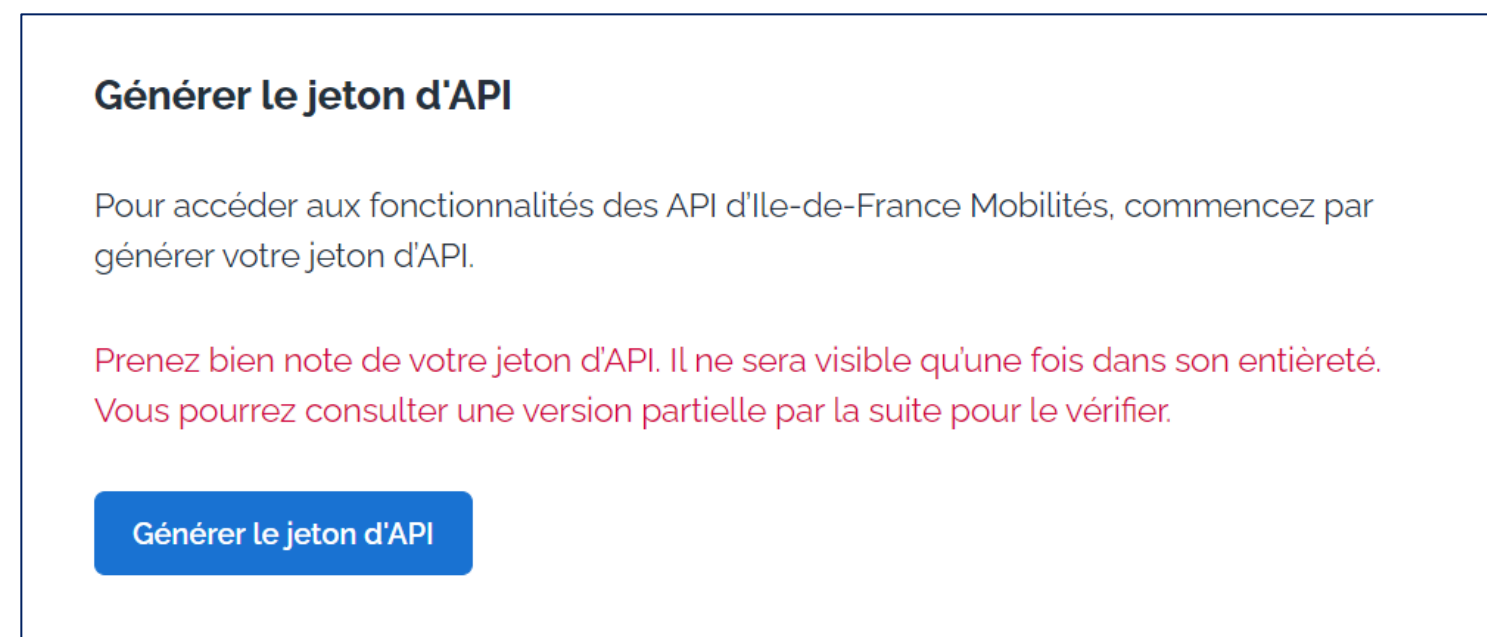 Générer le jeton d'API
Pour accéder aux fonctionnalités des API d’Ile-de-France Mobilités, commencez par
générer votre jeton d’API.
Prenez bien note de votre jeton d’API. Il ne sera visible qu’une fois dans son entièreté.
Vous pourrez consulter une version partielle par la suite pour le vérifier.
Générer le jeton d'API